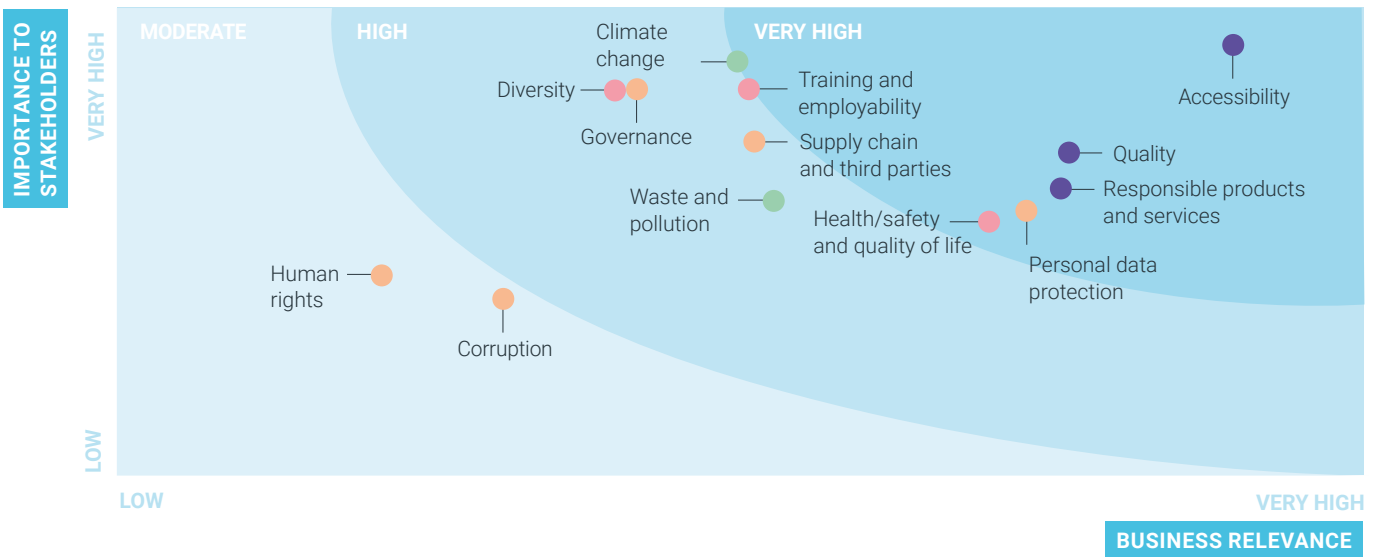 IMPORTANCE TO
STAKEHOLDERS
VERY HIGH
LOW
MODERATE
HIGH
VERY HIGH
Climate
change
Diversity
Governance
Training and
employability
Accessibility
Supply chain
and third parties
Quality
Waste and
pollution
Responsible products
and services
Health/safety
and quality of life
Personal data
protection
Human
rights
Corruption
LOW
VERY HIGH
BUSINESS RELEVANCE